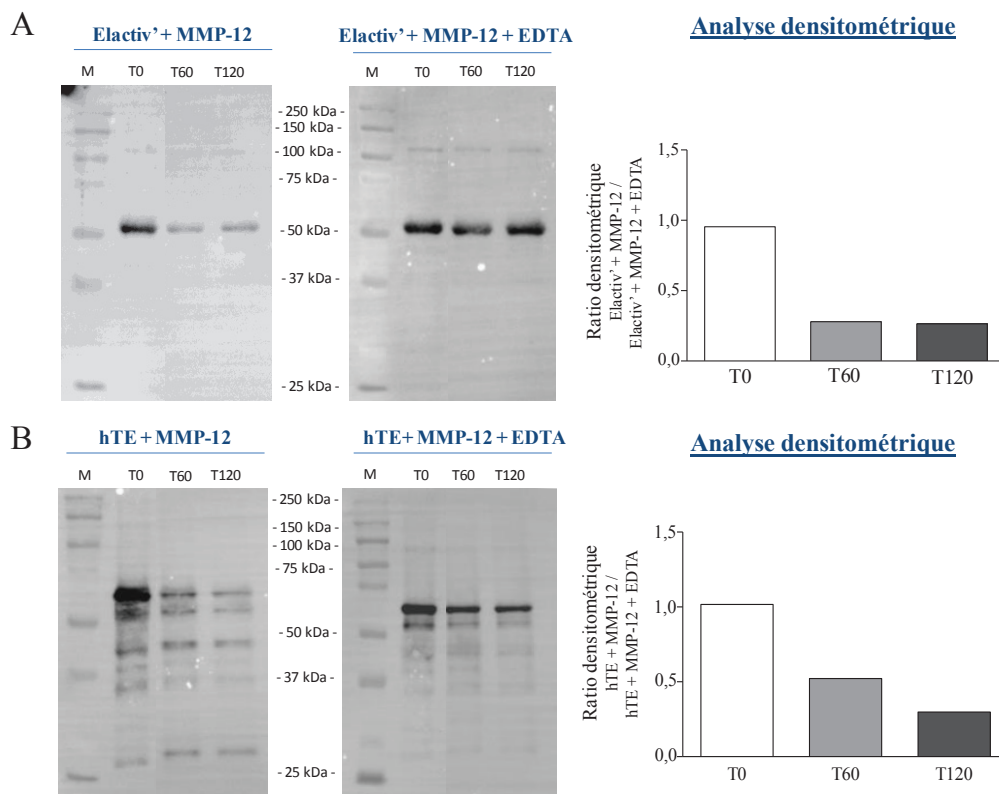 A
Elactiv' + MMP-12
Elactiv' + MMP-12 + EDTA
M T0 T60 T120
M T0 T60 T120
- 250 kDa -
- 150 kDa -
- 100 kDa -
- 75 kDa -
- 50 kDa -
- 37 kDa -
- 25 kDa -
Analyse densitométrique
Ratio densitométrique
Elactiv' + MMP-12 /
Elactiv' + MMP-12 + EDTA
1,5
1,0
0,5
0,0
T0 T60 T120
B
hTE + MMP-12
hTE+ MMP-12 + EDTA
M T0 T60 T120
M T0 T60 T120
- 250 kDa -
- 150 kDa -
- 100 kDa -
- 75 kDa -
- 50 kDa -
- 37 kDa -
- 25 kDa -
Analyse densitométrique
Ratio densitométrique
hTE + MMP-12 /
hTE + MMP-12 + EDTA
1,5
1,0
0,5
0,0
T0 T60 T120